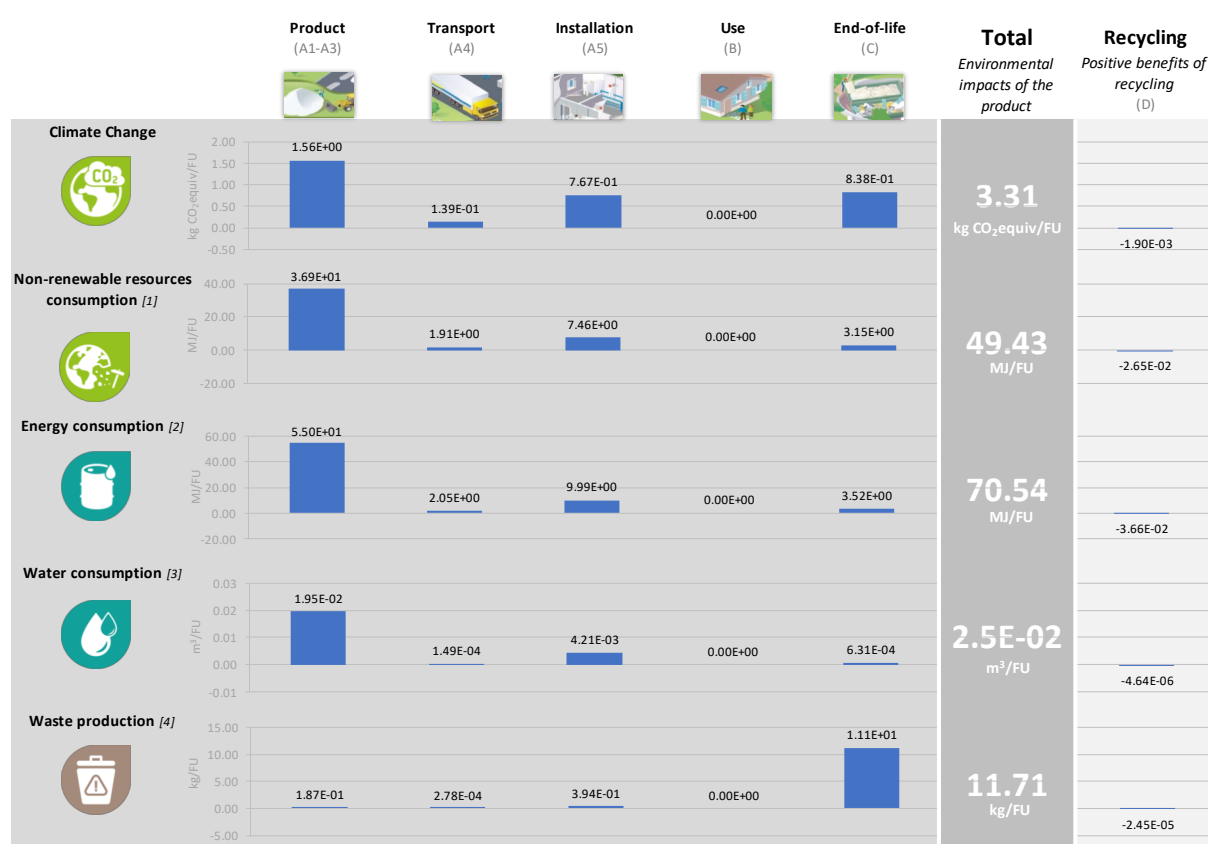 Product
(A1-A3)
Transport
(A4)
Installation
(A5)
Use
(B)
End-of-life
(C)
Total
Environmental
impacts of the
product
Recycling
Positive benefits of
recycling
(D)
Climate Change
CO₂
kg CO₂equiv/FU
2.00
1.50
1.00
0.50
0.00
-0.50
1.56E+00
1.39E-01
7.67E-01
0.00E+00
8.38E-01
3.31
kg CO₂equiv/FU
-1.90E-03
Non-renewable resources
consumption [1]
MJ/FU
40.00
20.00
0.00
-20.00
3.69E+01
1.91E+00
7.46E+00
0.00E+00
3.15E+00
49.43
MJ/FU
-2.65E-02
Energy consumption [2]
MJ/FU
60.00
40.00
20.00
0.00
-20.00
5.50E+01
2.05E+00
9.99E+00
0.00E+00
3.52E+00
70.54
MJ/FU
-3.66E-02
Water consumption [3]
m³/FU
0.03
0.02
0.01
0.00
-0.01
1.95E-02
1.49E-04
4.21E-03
0.00E+00
6.31E-04
2.5E-02
m³/FU
-4.64E-06
Waste production [4]
kg/FU
15.00
10.00
5.00
0.00
-5.00
1.87E-01
2.78E-04
3.94E-01
0.00E+00
1.11E+01
11.71
kg/FU
-2.45E-05